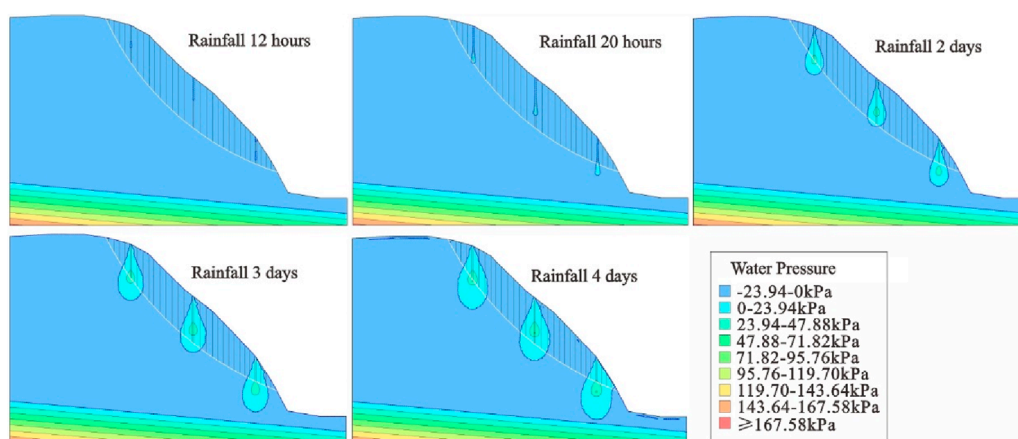 Rainfall 12 hours
Rainfall 20 hours
Rainfall 2 days
Rainfall 3 days
Rainfall 4 days
Water Pressure
-23.94-0kPa
0-23.94kPa
23.94-47.88kPa
47.88-71.82kPa
71.82-95.76kPa
95.76-119.70kPa
119.70-143.64kPa
143.64-167.58kPa
≥167.58kPa